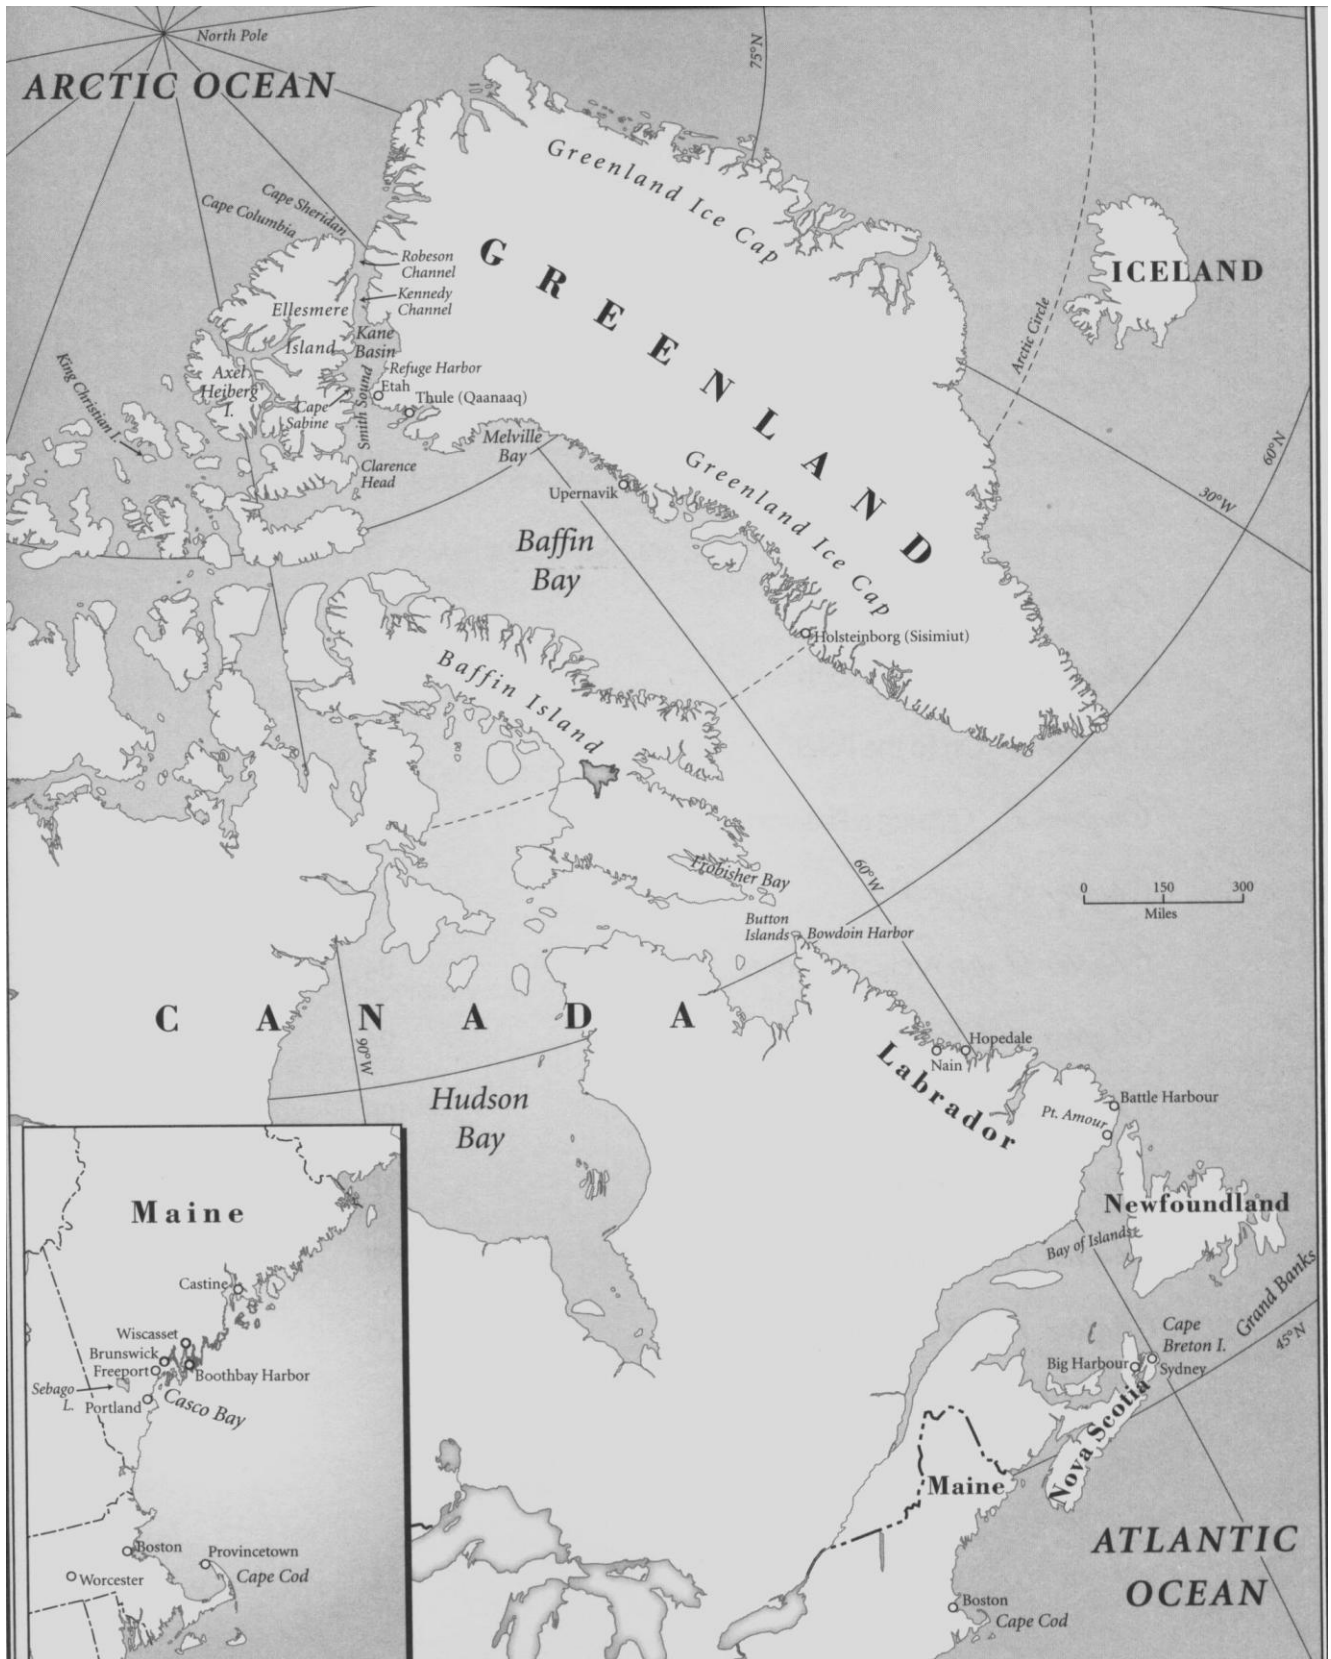 North Pole
ARCTIC OCEAN
75°N
Greenland Ice Cap
Cape Sheridan
Cape Columbia
GREENLAND
Robeson
Channel
Kennedy
Channel
ICELAND
Ellesmere
Island
Kane
Basin
Arctic Circle
Refuge Harbor
Etah
Thule (Qaanaaq)
Axel
Heiberg
I.
King Christian I.
Cape
Sabine
Smith Sound
Clarence
Head
Melville
Bay
Upernavik
Greenland Ice Cap
60°N
30°W
Baffin
Bay
Holsteinborg (Sisimiut)
Baffin Island
Frobisher Bay
60°W
0 150 300
Miles
Button
Islands
Bowdoin Harbor
CANADA
90°W
Hudson
Bay
Hopedale
Nain
Labrador
Battle Harbour
Pt. Amour
Newfoundland
Bay of Islands
Grand Banks
45°N
Cape
Breton I.
Big Harbour
Sydney
Nova Scotia
Maine
ATLANTIC
OCEAN
Boston
Cape Cod
Maine
Castine
Wiscasset
Brunswick
Freeport
Boothbay Harbor
Sebago
L.
Portland
Casco Bay
Boston
Provincetown
Cape Cod
Worcester